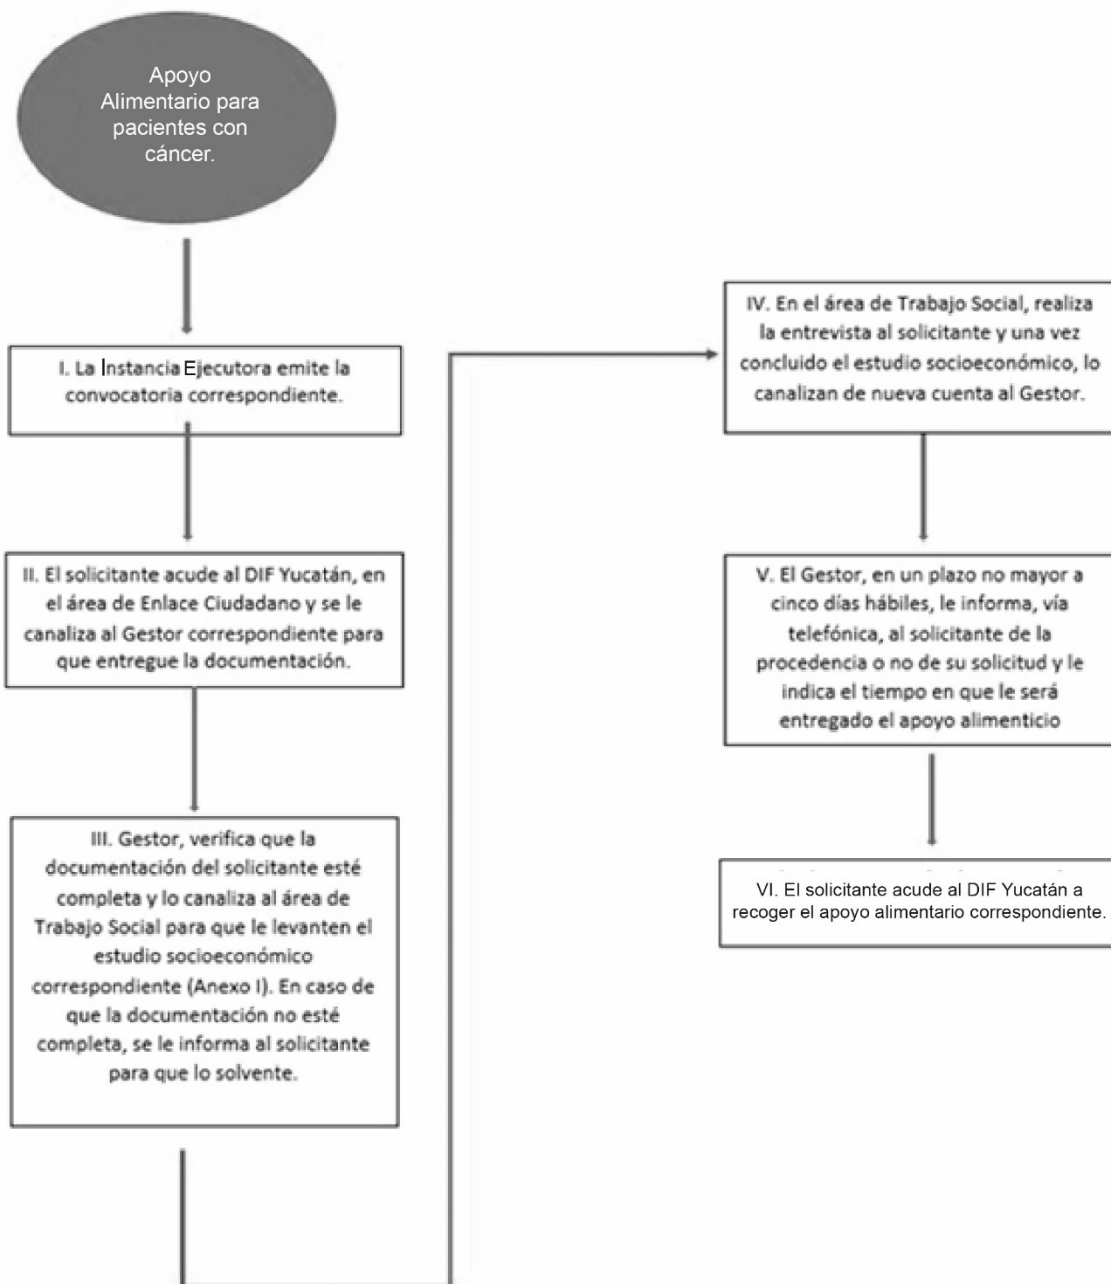 Apoyo
Alimentario para
pacientes con
cáncer.
I. La Instancia Ejecutora emite la
convocatoria correspondiente.
II. El solicitante acude al DIF Yucatán, en
el área de Enlace Ciudadano y se le
canaliza al Gestor correspondiente para
que entregue la documentación.
III. Gestor, verifica que la
documentación del solicitante esté
completa y lo canaliza al área de
Trabajo Social para que le levanten el
estudio socioeconómico
correspondiente (Anexo I). En caso de
que la documentación no esté
completa, se le informa al solicitante
para que lo solvente.
IV. En el área de Trabajo Social, realiza
la entrevista al solicitante y una vez
concluido el estudio socioeconómico, lo
canalizan de nueva cuenta al Gestor.
V. El Gestor, en un plazo no mayor a
cinco días hábiles, le informa, vía
telefónica, al solicitante de la
procedencia o no de su solicitud y le
indica el tiempo en que le será
entregado el apoyo alimenticio
VI. El solicitante acude al DIF Yucatán a
recoger el apoyo alimentario correspondiente.